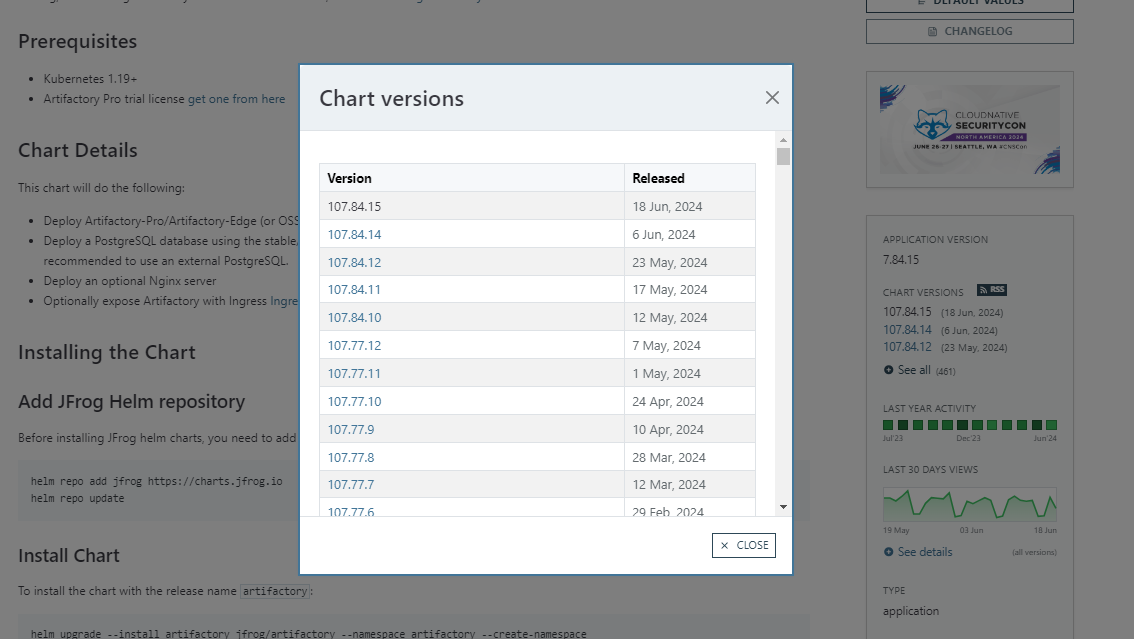 DEFAULT VALUES
CHANGELOG
Prerequisites
Kubernetes 1.19+
Artifactory Pro trial license get one from here
Chart Details
This chart will do the following:
Deploy Artifactory-Pro/Artifactory-Edge (or OSS
Deploy a PostgreSQL database using the stable/
recommended to use an external PostgreSQL.
Deploy an optional Nginx server
Optionally expose Artifactory with Ingress Ingre
Installing the Chart
Add JFrog Helm repository
Before installing JFrog helm charts, you need to add
helm repo add jfrog https://charts.jfrog.io
helm repo update
Install Chart
To install the chart with the release name artifactory:
helm upgrade --install artifactory jfrog/artifactory --namespace artifactory --create-namespace
Chart versions
Version Released
107.84.15 18 Jun, 2024
107.84.14 6 Jun, 2024
107.84.12 23 May, 2024
107.84.11 17 May, 2024
107.84.10 12 May, 2024
107.77.12 7 May, 2024
107.77.11 1 May, 2024
107.77.10 24 Apr, 2024
107.77.9 10 Apr, 2024
107.77.8 28 Mar, 2024
107.77.7 12 Mar, 2024
107.77.6 29 Feb, 2024
CLOSE
CLOUDNATIVE
SECURITYCON
NORTH AMERICA 2024
JUNE 26-27 | SEATTLE, WA #CNSCon
APPLICATION VERSION
7.84.15
CHART VERSIONS RSS
107.84.15 (18 Jun, 2024)
107.84.14 (6 Jun, 2024)
107.84.12 (23 May, 2024)
See all (461)
LAST YEAR ACTIVITY
Jul'23 Dec'23 Jun'24
LAST 30 DAYS VIEWS
19 May 03 Jun 18 Jun
See details (all versions)
TYPE
application